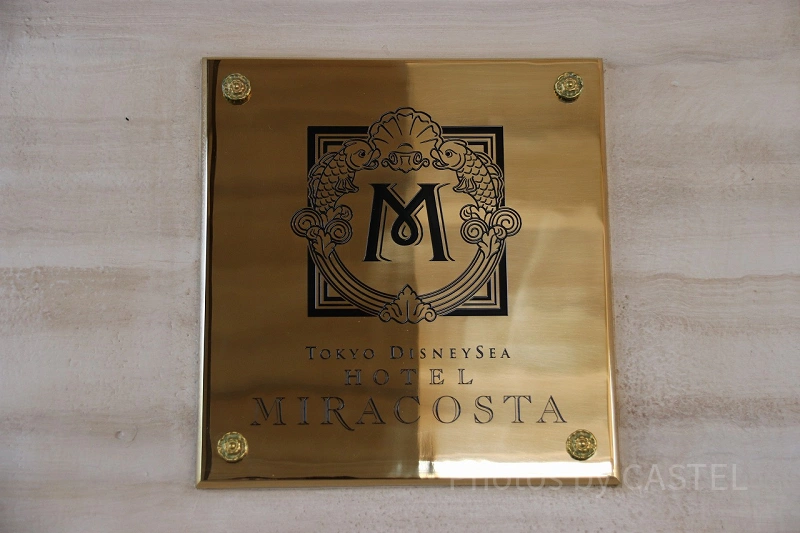 M
TOKYO DISNEYSEA
HOTEL
MIRACOSTA
Photos by CASTEL